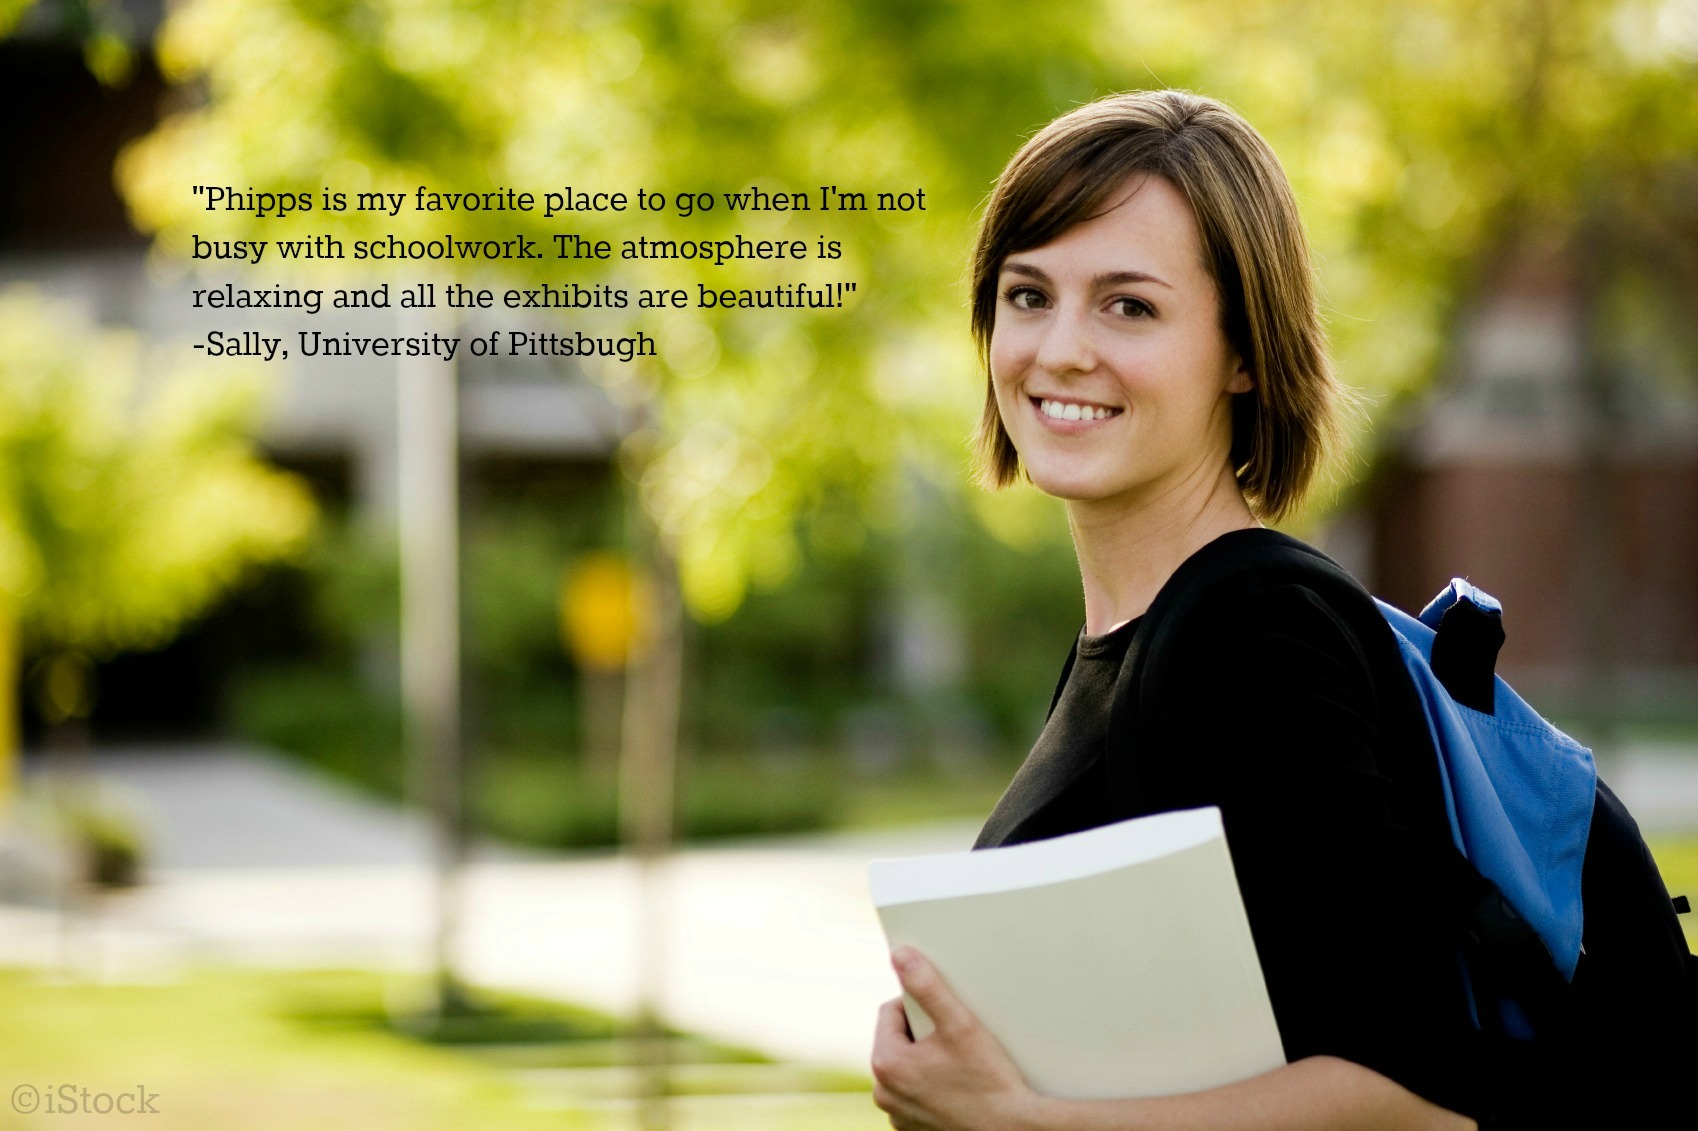 "Phipps is my favorite place to go when I'm not
busy with schoolwork. The atmosphere is
relaxing and all the exhibits are beautiful!"
-Sally, University of Pittsbugh
©iStock